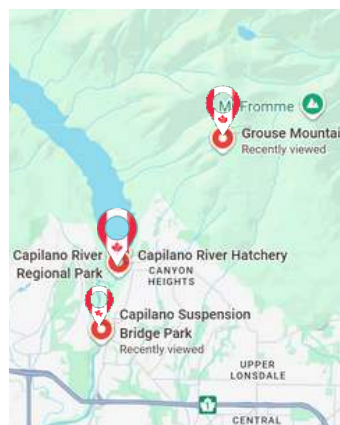 Mt Fromme
Grouse Mountai
Recently viewed
Capilano River
Regional Park
Capilano River Hatchery
CANYON
HEIGHTS
Capilano Suspension
Bridge Park
Recently viewed
UPPER
LONSDALE
1
CENTRAL